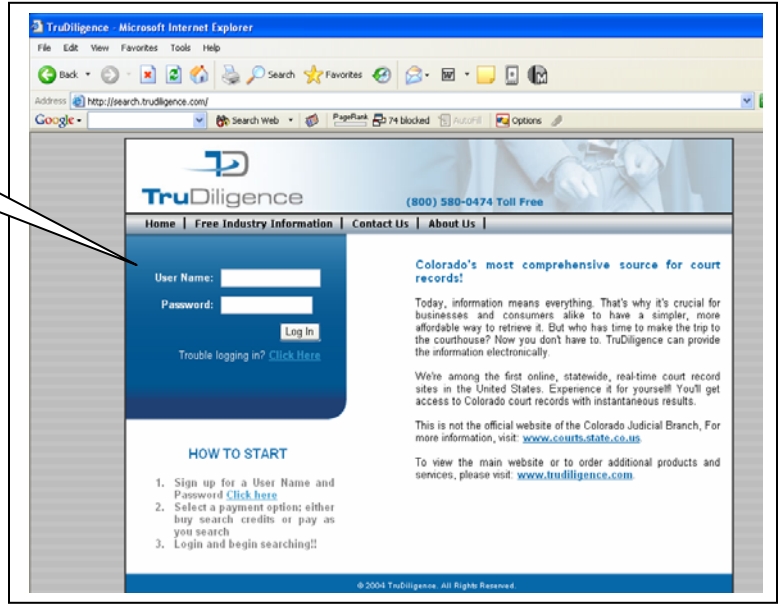 TruDiligence - Microsoft Internet Explorer
File Edit View Favorites Tools Help
Back Search Favorites
Address http://search.trudiligence.com/
Google Search Web PageRank 74 blocked AutoFill Options
TruDiligence
(800) 580-0474 Toll Free
Home | Free Industry Information | Contact Us | About Us |
User Name:
Password:
Log In
Trouble logging in? Click Here
HOW TO START
1. Sign up for a User Name and
Password Click here
2. Select a payment option; either
buy search credits or pay as
you search
3. Login and begin searching!!
Colorado's most comprehensive source for court
records!
Today, information means everything. That's why it's crucial for
businesses and consumers alike to have a simpler, more
affordable way to retrieve it. But who has time to make the trip to
the courthouse? Now you don't have to. TruDiligence can provide
the information electronically.
We're among the first online, statewide, real-time court record
sites in the United States. Experience it for yourself! You'll get
access to Colorado court records with instantaneous results.
This is not the official website of the Colorado Judicial Branch, For
more information, visit: www.courts.state.co.us.
To view the main website or to order additional products and
services, please visit: www.trudiligence.com.
© 2004 TruDiligence. All Rights Reserved.